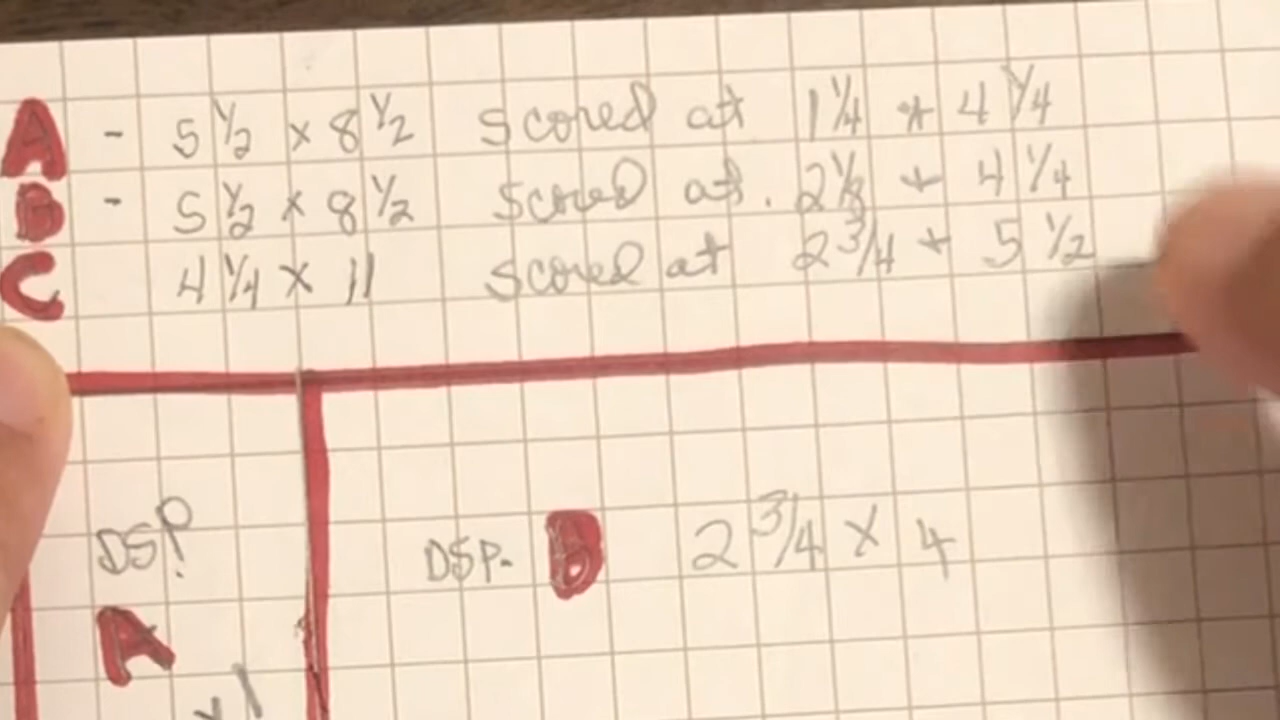 A - 5 1/2 x 8 1/2 scored at 1 1/4 + 4 1/4
B - 5 1/2 x 8 1/2 scored at. 2 1/8 + 4 1/4
C 4 1/4 x 11 scored at 2 3/4 + 5 1/2
DSP
A
DSP. B 2 3/4 x 4